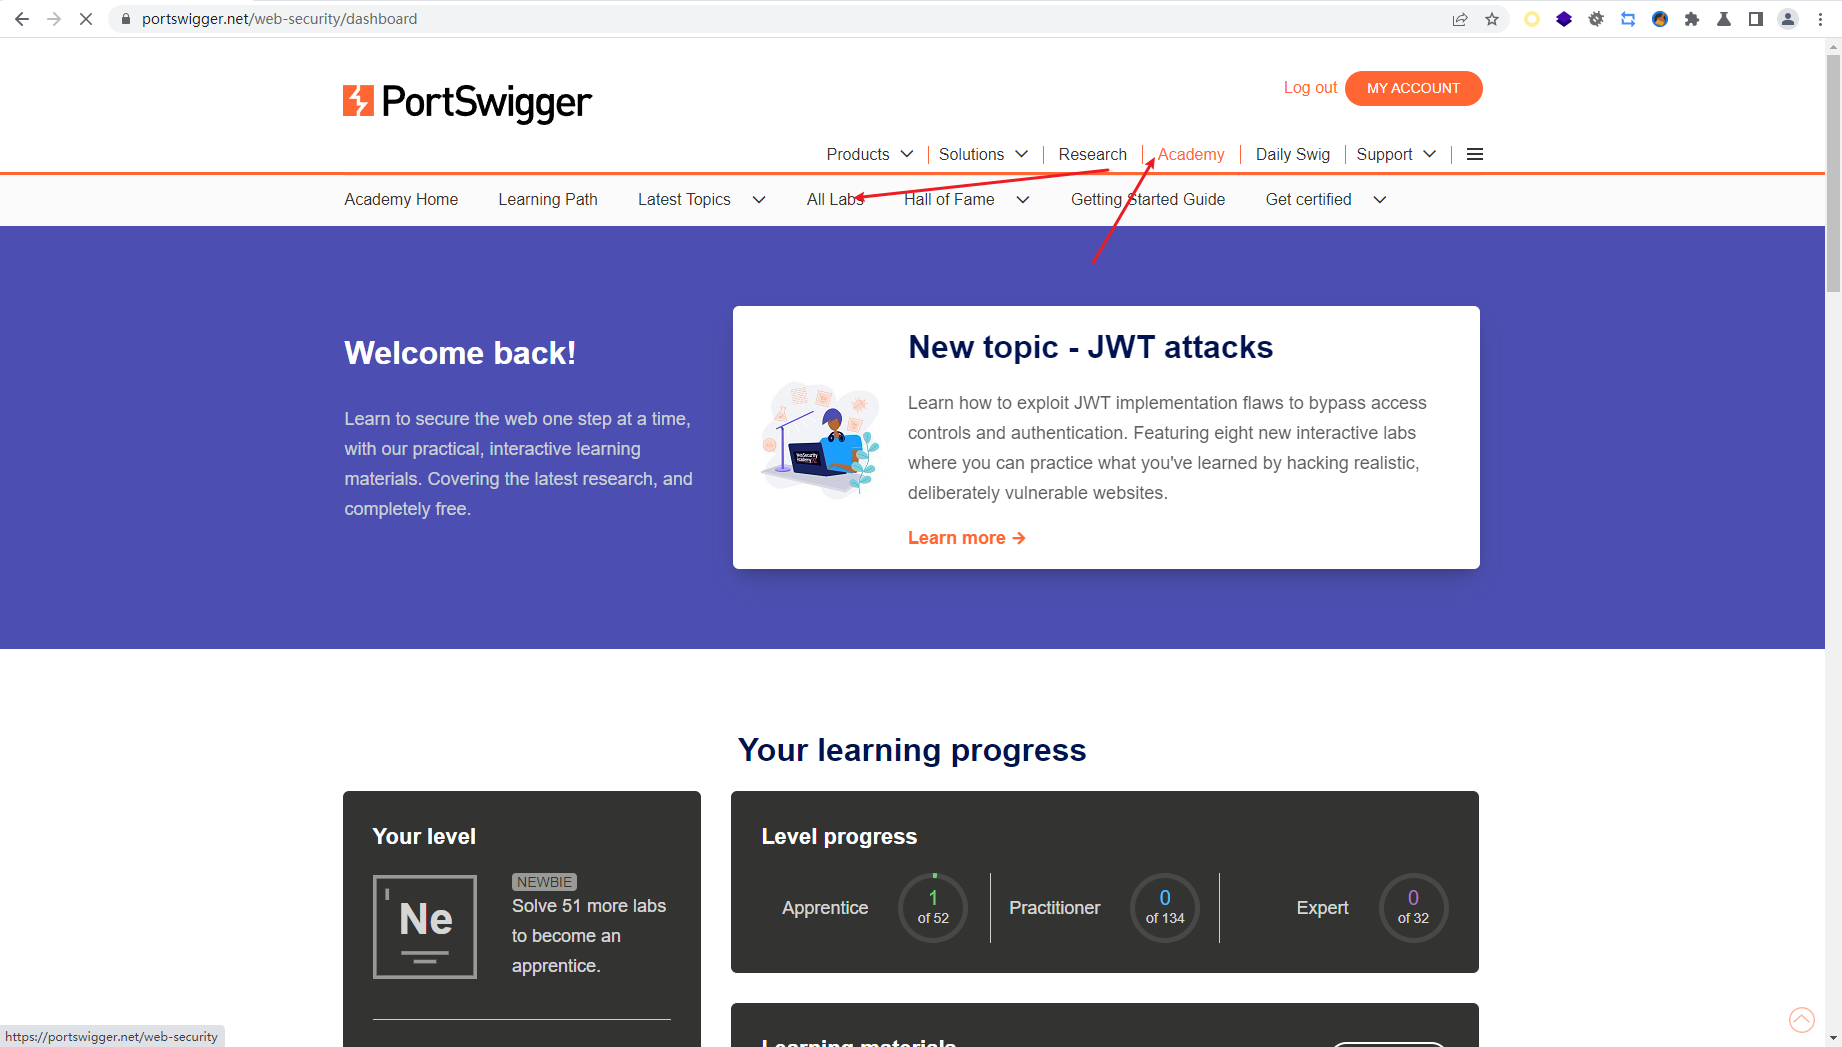 portswigger.net/web-security/dashboard
PortSwigger
Log out
MY ACCOUNT
Products
Solutions
Research
Academy
Daily Swig
Support
Academy Home
Learning Path
Latest Topics
All Labs
Hall of Fame
Getting Started Guide
Get certified
Welcome back!
Learn to secure the web one step at a time,
with our practical, interactive learning
materials. Covering the latest research, and
completely free.
New topic - JWT attacks
WebSecurity
Academy
Learn how to exploit JWT implementation flaws to bypass access
controls and authentication. Featuring eight new interactive labs
where you can practice what you've learned by hacking realistic,
deliberately vulnerable websites.
Learn more →
Your learning progress
Your level
Ne
NEWBIE
Solve 51 more labs
to become an
apprentice.
Level progress
Apprentice
1
of 52
Practitioner
0
of 134
Expert
0
of 32
Learning materials
https://portswigger.net/web-security